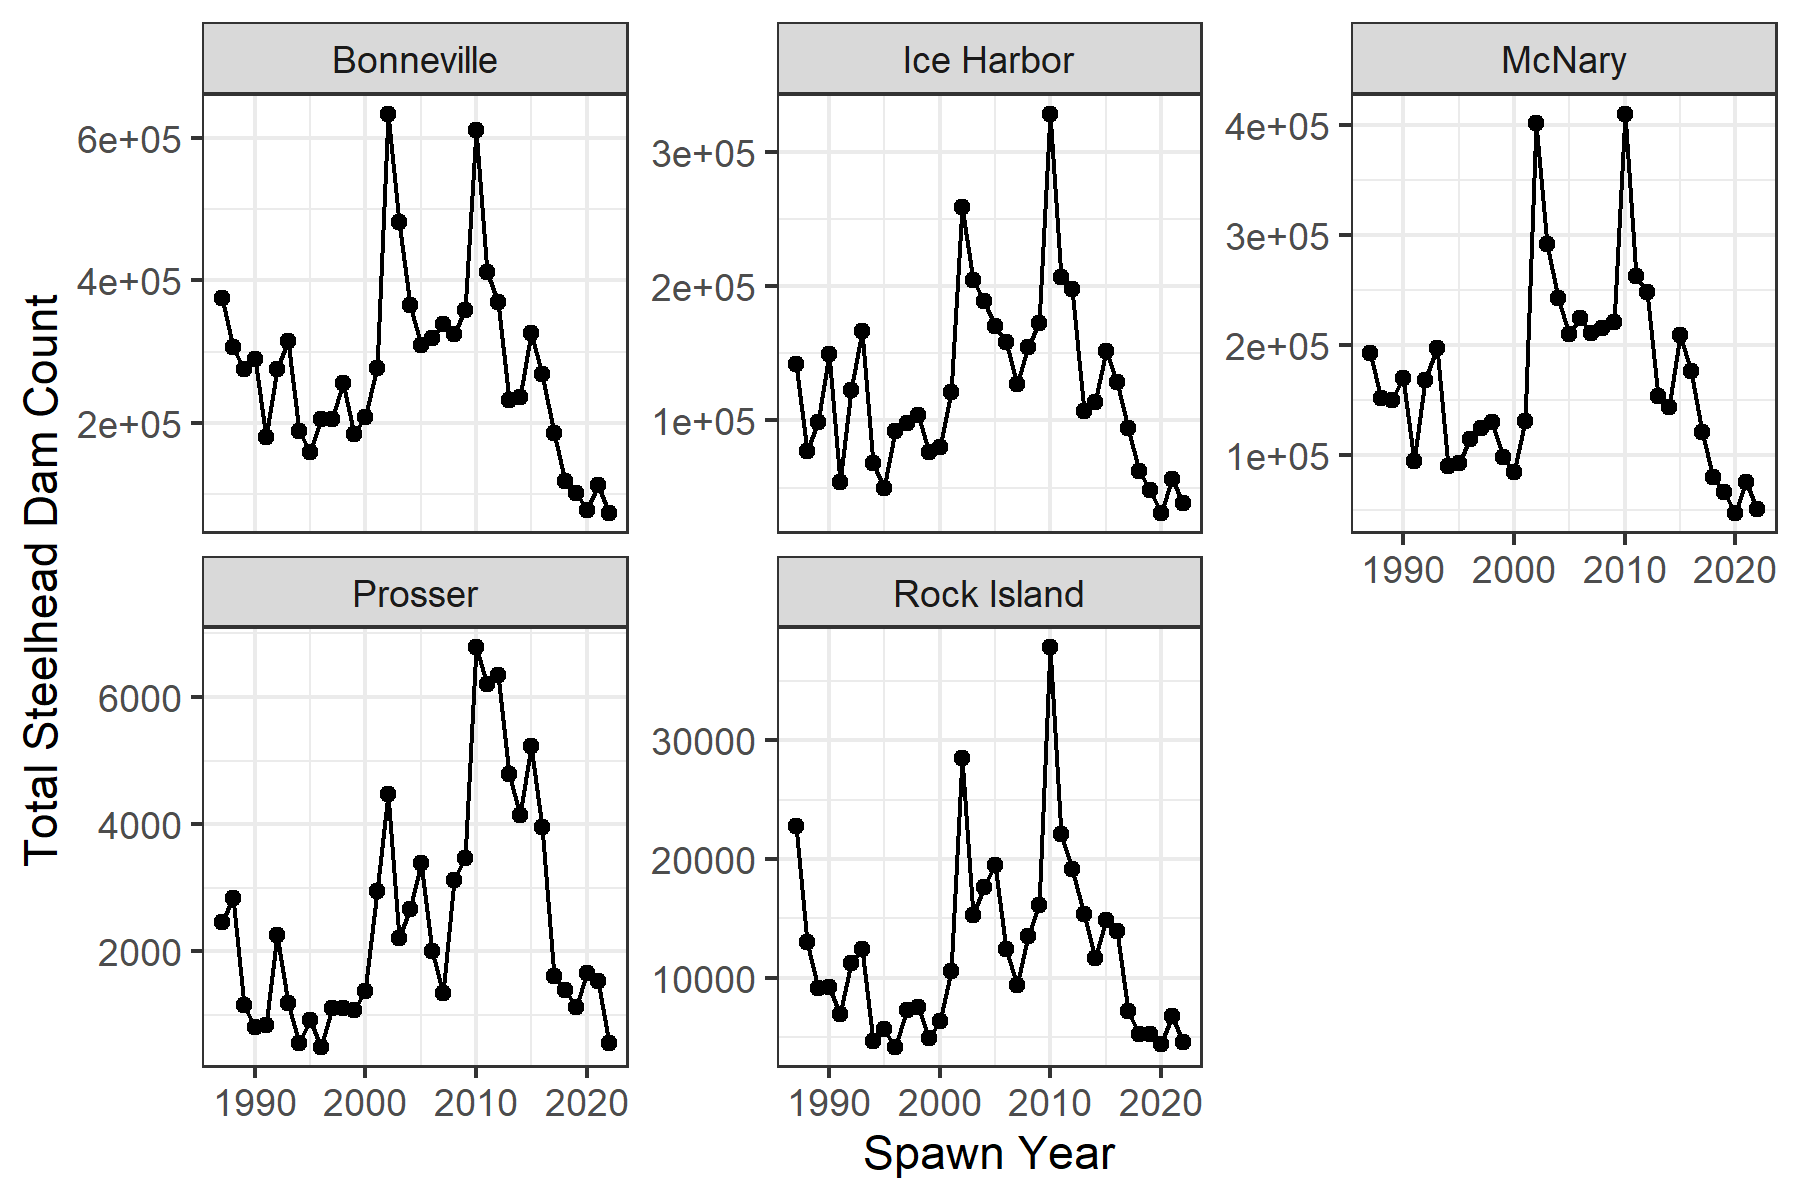 Bonneville
Ice Harbor
McNary
6e+05
4e+05
2e+05
3e+05
2e+05
1e+05
4e+05
3e+05
2e+05
1e+05
1990 2000 2010 2020
Prosser
Rock Island
6000
4000
2000
30000
20000
10000
1990 2000 2010 2020
1990 2000 2010 2020
Total Steelhead Dam Count
Spawn Year